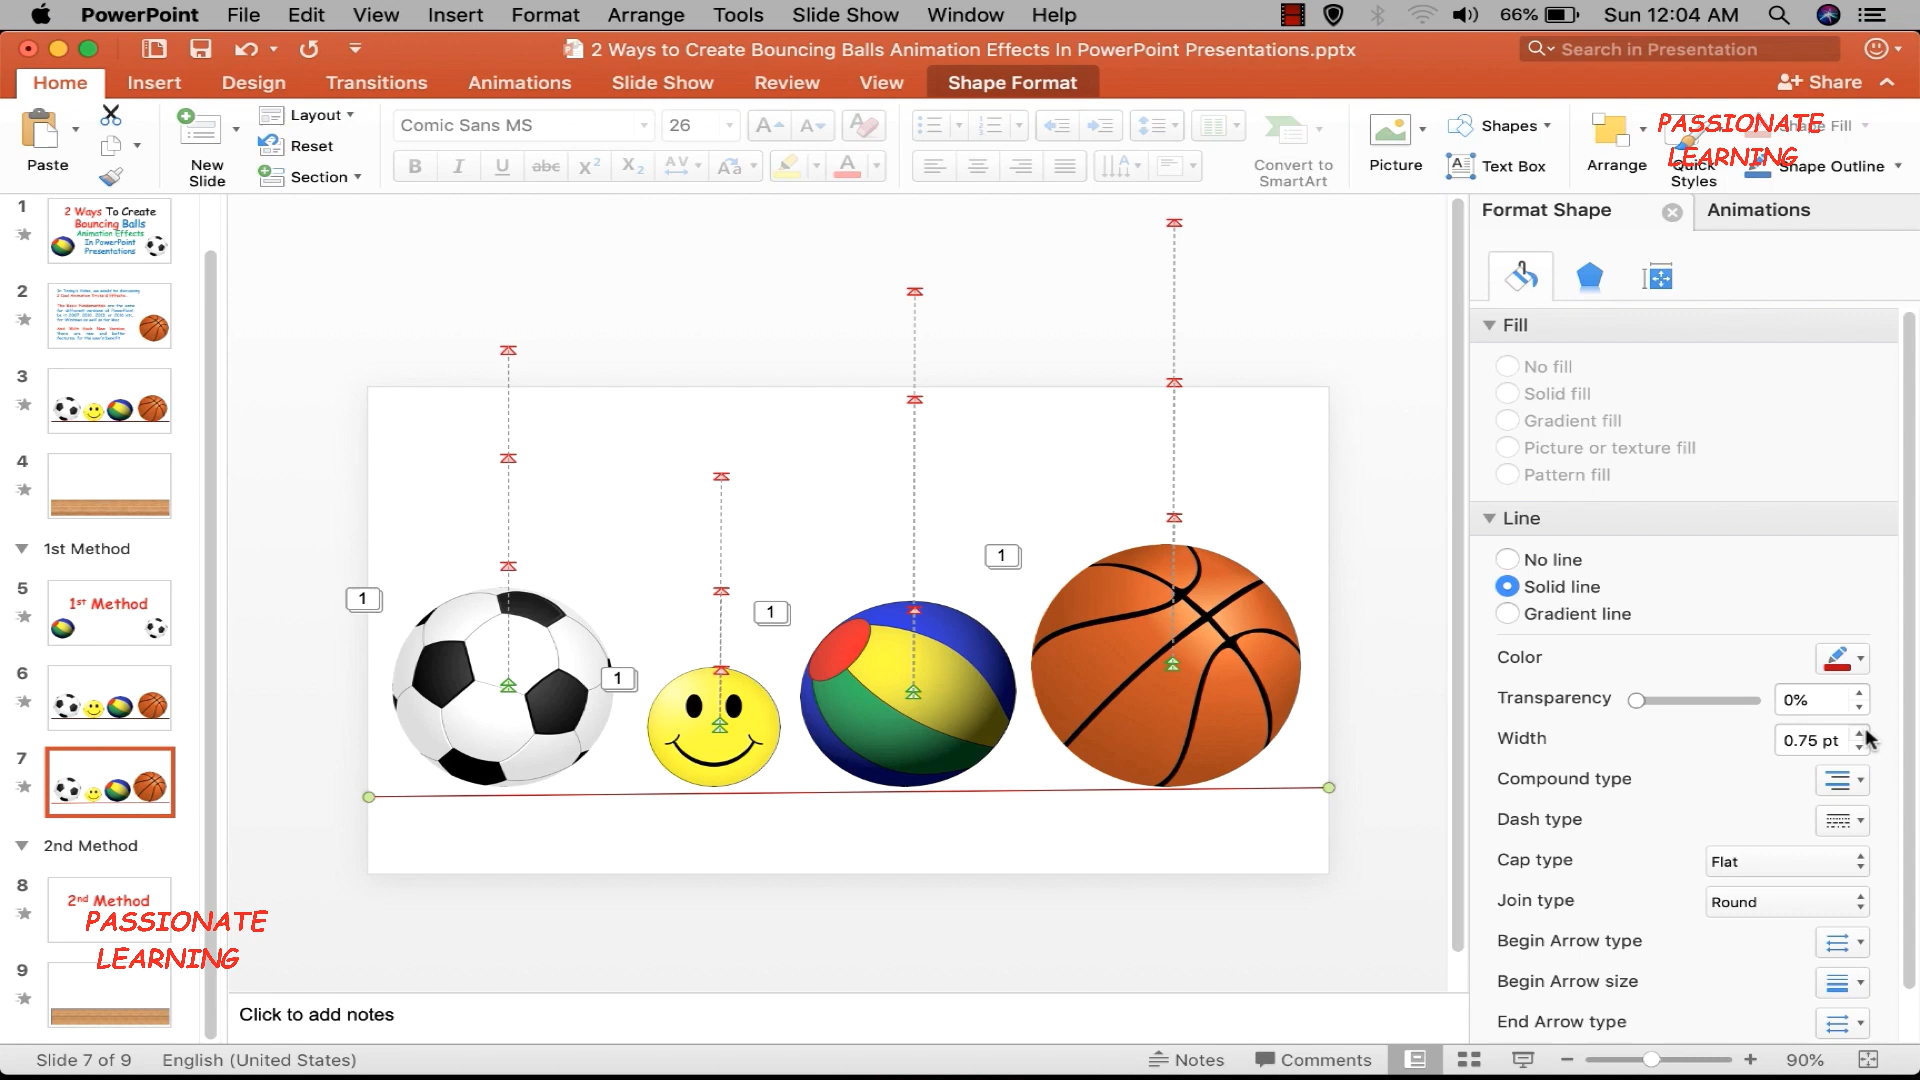 PowerPoint File Edit View Insert Format Arrange Tools Slide Show Window Help 66% Sun 12:04 AM
2 Ways to Create Bouncing Balls Animation Effects In PowerPoint Presentations.pptx Search in Presentation
Home Insert Design Transitions Animations Slide Show Review View Shape Format Share
Paste
New
Slide
Layout
Reset
Section
Comic Sans MS 26
B I U abc X² X₂ AV Aa A
Convert to
SmartArt
Picture
Shapes
Text Box
Arrange
Quick
Styles
Shape Fill
Shape Outline
PASSIONATE
LEARNING
1
2 Ways To Create
Bouncing Balls
Animation Effects
In PowerPoint
Presentations
2
3
4
1st Method
5
1st Method
6
7
2nd Method
8
2nd Method
PASSIONATE
LEARNING
9
1
1
1
1
Click to add notes
Format Shape Animations
Fill
No fill
Solid fill
Gradient fill
Picture or texture fill
Pattern fill
Line
No line
Solid line
Gradient line
Color
Transparency 0%
Width 0.75 pt
Compound type
Dash type
Cap type Flat
Join type Round
Begin Arrow type
Begin Arrow size
End Arrow type
Slide 7 of 9 English (United States) Notes Comments 90%